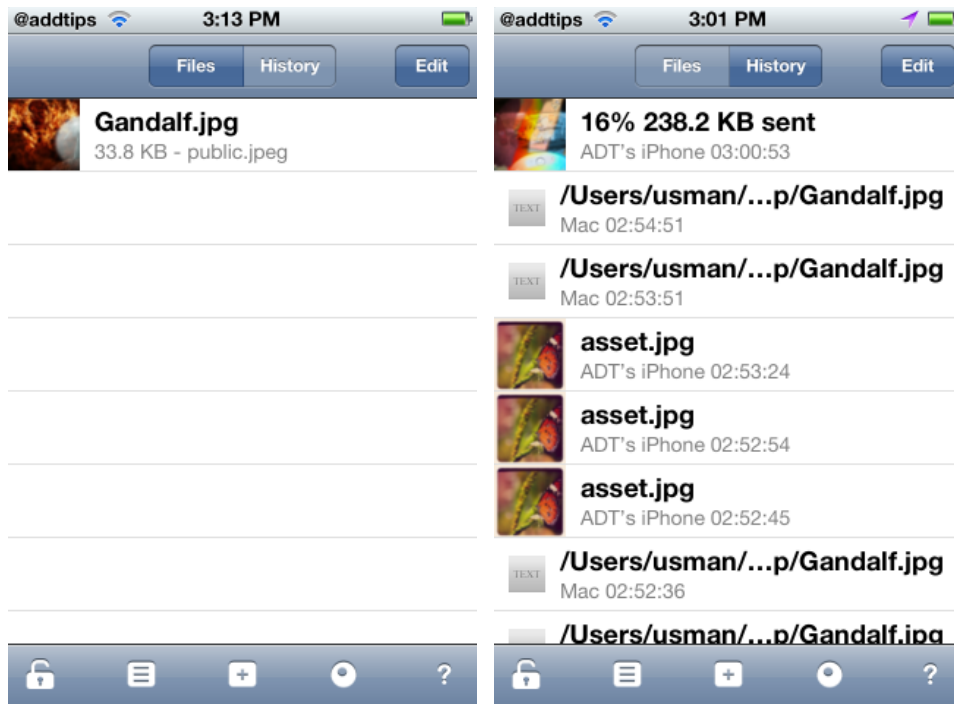 @addtips 3:13 PM
Files History Edit
Gandalf.jpg
33.8 KB - public.jpeg
?
@addtips 3:01 PM
Files History Edit
16% 238.2 KB sent
ADT's iPhone 03:00:53
TEXT
/Users/usman/...p/Gandalf.jpg
Mac 02:54:51
TEXT
/Users/usman/...p/Gandalf.jpg
Mac 02:53:51
asset.jpg
ADT's iPhone 02:53:24
asset.jpg
ADT's iPhone 02:52:54
asset.jpg
ADT's iPhone 02:52:45
TEXT
/Users/usman/...p/Gandalf.jpg
Mac 02:52:36
/Users/usman/...p/Gandalf.jpg
?